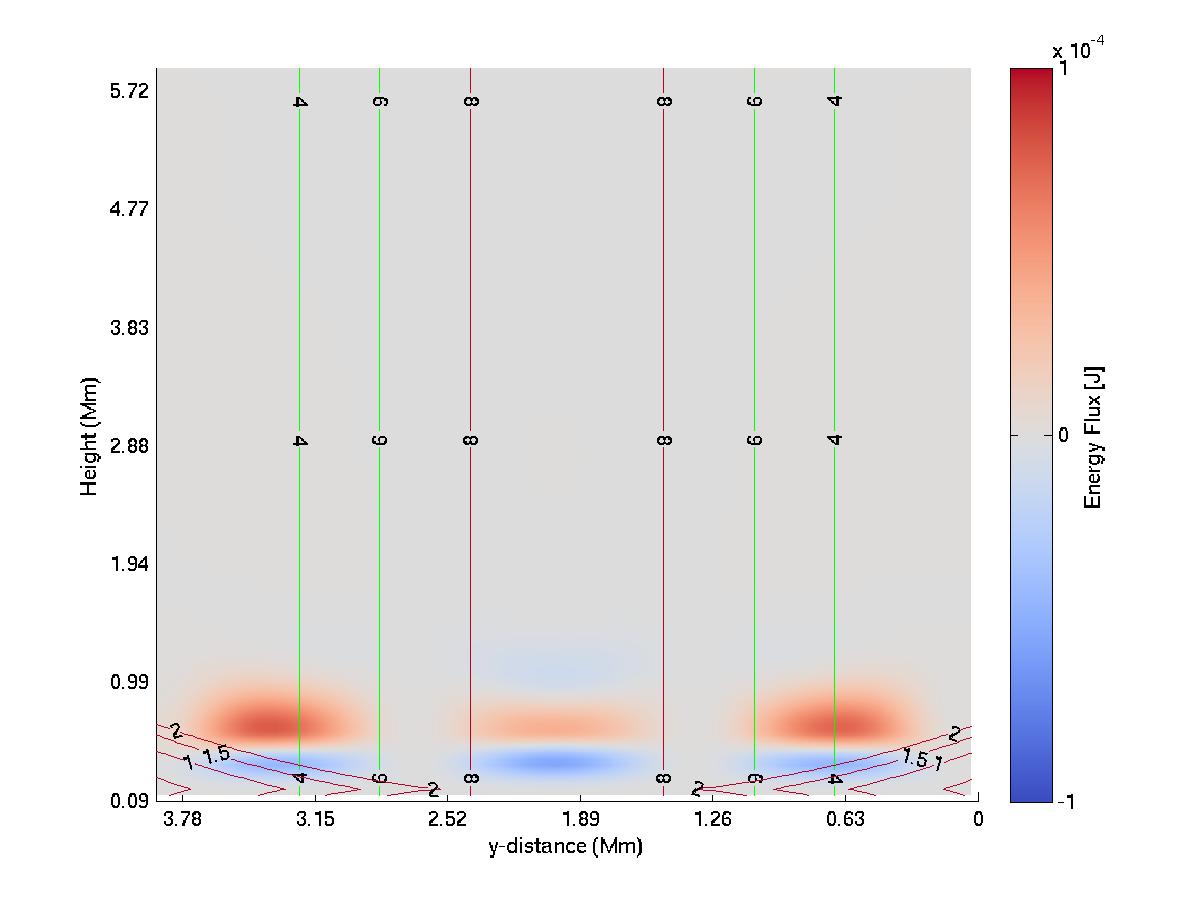 x 10-4
1
0
-1
Energy Flux [J]
5.72
4.77
3.83
2.88
1.94
0.99
0.09
Height (Mm)
4 6 8 8 6 4
4 6 8 8 6 4
2 2
1 1.5 1.5 1
4 6 8 8 6 4
2 2
3.78 3.15 2.52 1.89 1.26 0.63 0
y-distance (Mm)